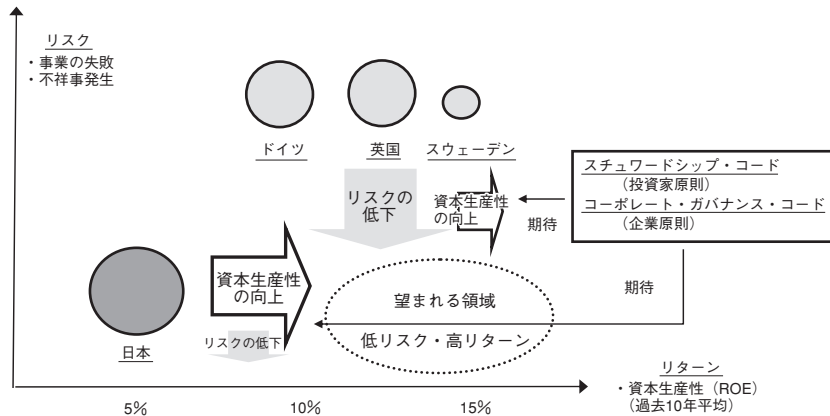 リスク
・事業の失敗
・不祥事発生
ドイツ
英国
スウェーデン
スチュワードシップ・コード
(投資家原則)
コーポレート・ガバナンス・コード
(企業原則)
リスクの
低下
資本生産性
の向上
期待
資本生産性
の向上
望まれる領域
期待
低リスク・高リターン
日本
リスクの低下
リターン
・資本生産性（ROE）
（過去10年平均）
5%
10%
15%